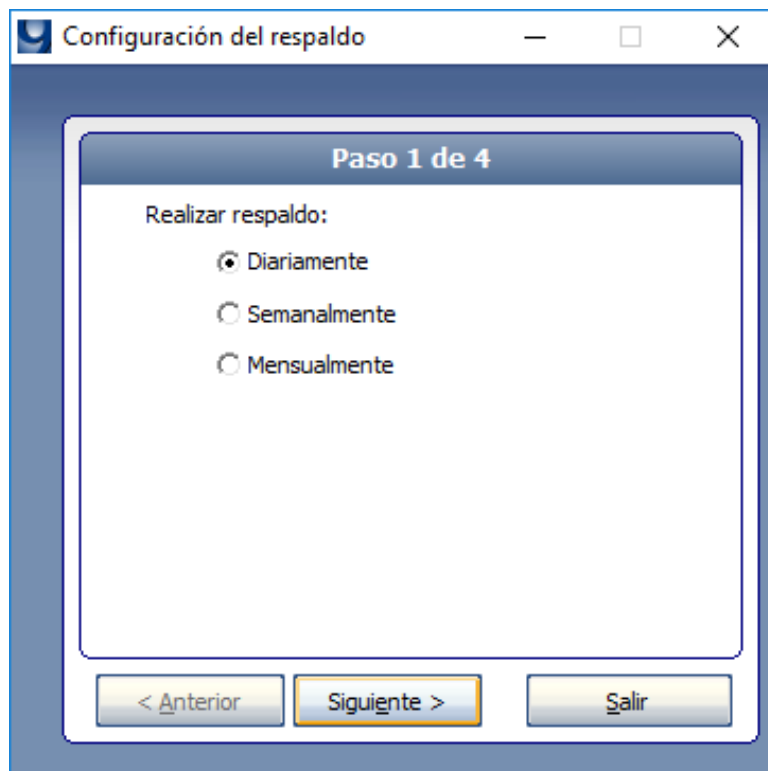 Configuración del respaldo
Paso 1 de 4
Realizar respaldo:
Diariamente
Semanalmente
Mensualmente
< Anterior
Siguiente >
Salir